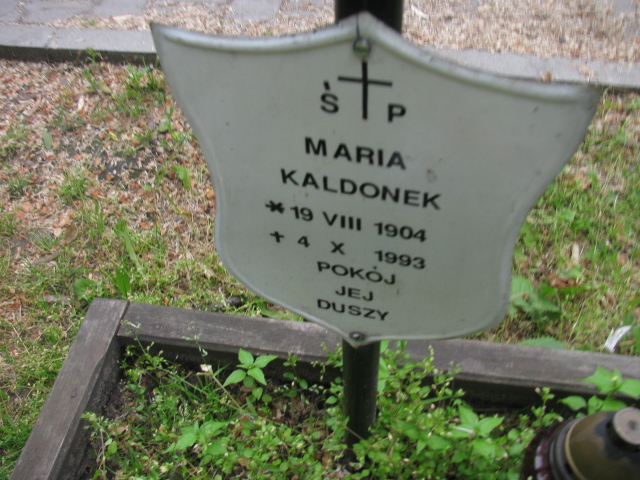 Ś P
MARIA
KALDONEK
* 19 VIII 1904
† 4 X 1993
POKÓJ
JEJ
DUSZY